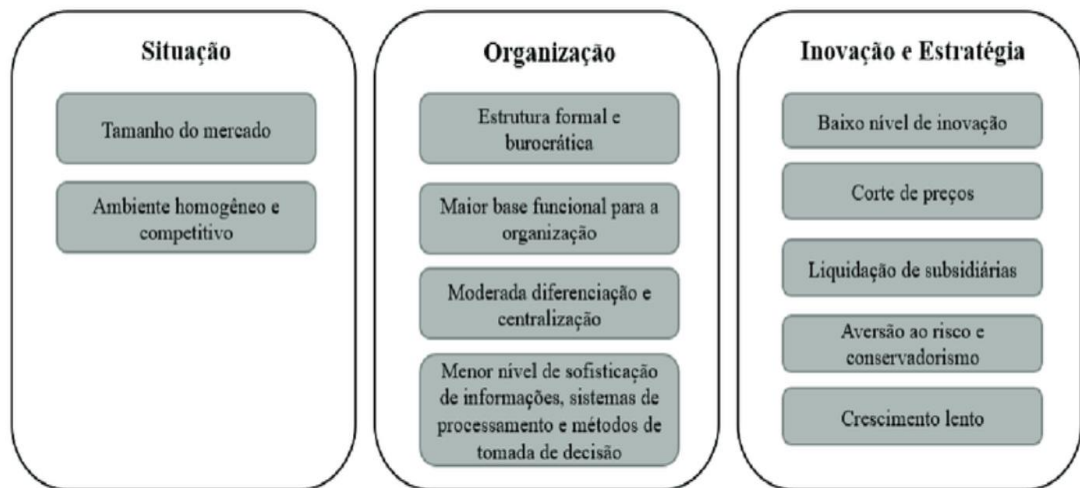 Situação
Tamanho do mercado
Ambiente homogêneo e
competitivo
Organização
Estrutura formal e
burocrática
Maior base funcional para a
organização
Moderada diferenciação e
centralização
Menor nível de sofisticação
de informações, sistemas de
processamento e métodos de
tomada de decisão
Inovação e Estratégia
Baixo nível de inovação
Corte de preços
Liquidação de subsidiárias
Aversão ao risco e
conservadorismo
Crescimento lento